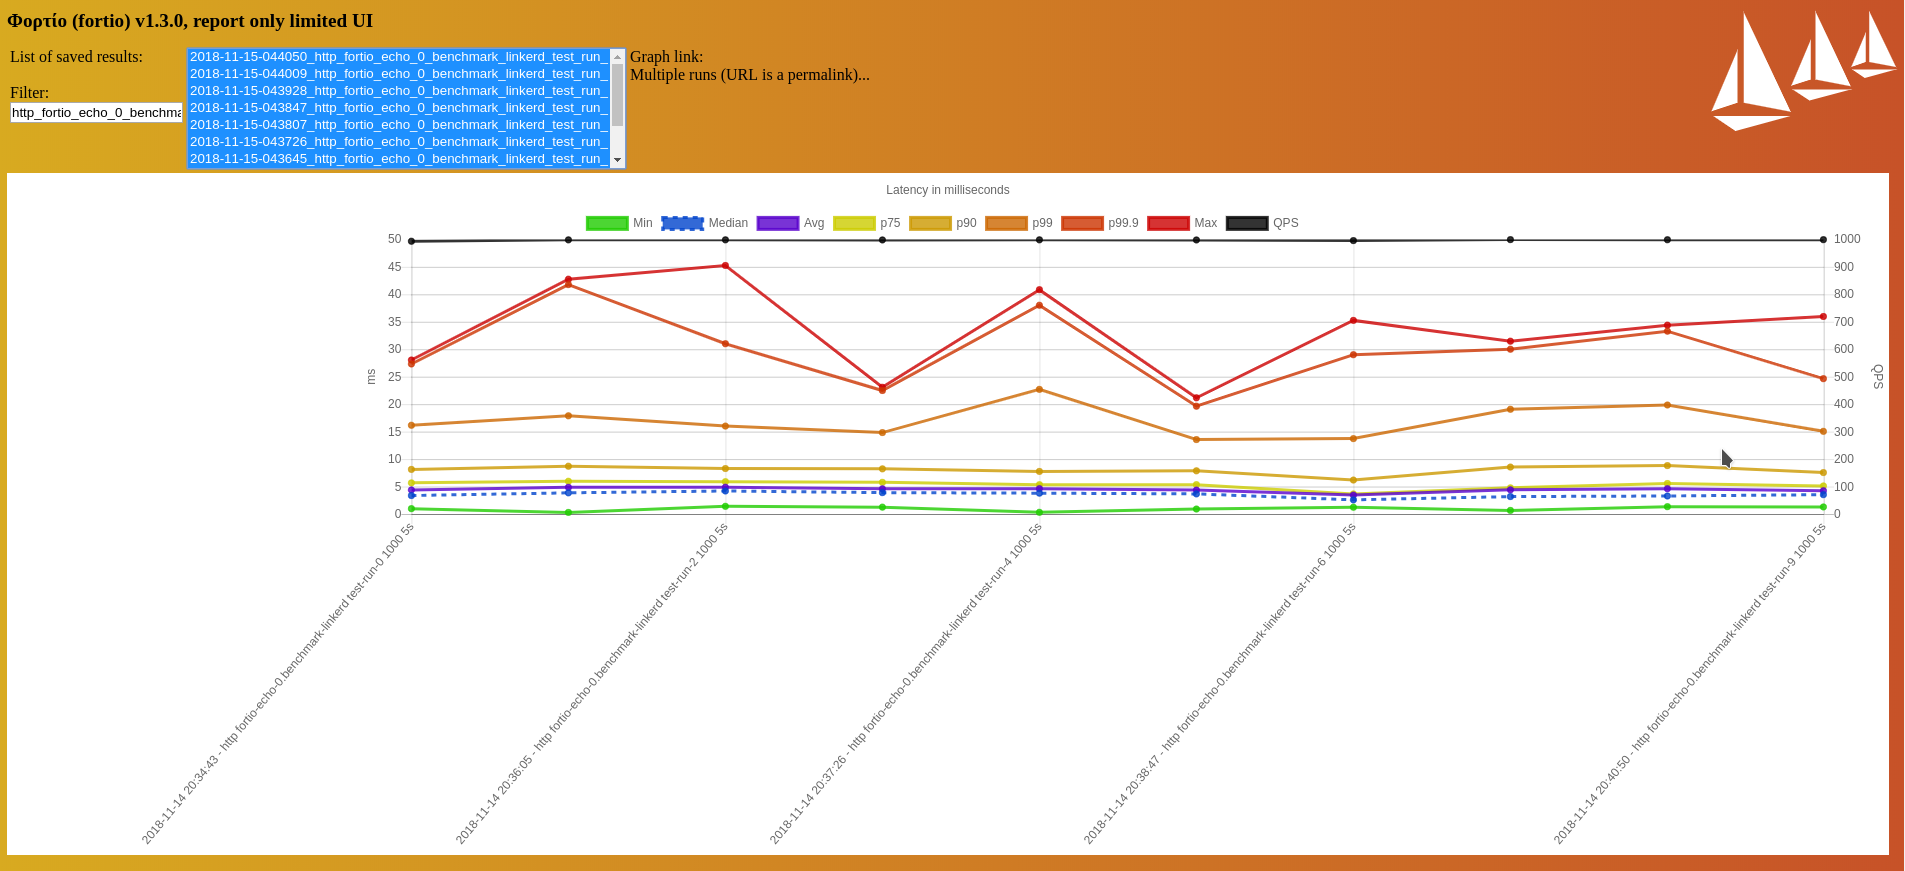 Φορτίο (fortio) v1.3.0, report only limited UI
List of saved results:
Filter:
http_fortio_echo_0_benchma
2018-11-15-044050_http_fortio_echo_0_benchmark_linkerd_test_run_
2018-11-15-044009_http_fortio_echo_0_benchmark_linkerd_test_run_
2018-11-15-043928_http_fortio_echo_0_benchmark_linkerd_test_run_
2018-11-15-043847_http_fortio_echo_0_benchmark_linkerd_test_run_
2018-11-15-043807_http_fortio_echo_0_benchmark_linkerd_test_run_
2018-11-15-043726_http_fortio_echo_0_benchmark_linkerd_test_run_
2018-11-15-043645_http_fortio_echo_0_benchmark_linkerd_test_run_
Graph link:
Multiple runs (URL is a permalink)...
Latency in milliseconds
Min Median Avg p75 p90 p99 p99.9 Max QPS
50
45
40
35
30
25
20
15
10
5
0
ms
1000
900
800
700
600
500
400
300
200
100
0
QPS
2018-11-14 20:34:43 - http fortio-echo-0.benchmark-linkerd test-run-0 1000 5s
2018-11-14 20:36:05 - http fortio-echo-0.benchmark-linkerd test-run-2 1000 5s
2018-11-14 20:37:26 - http fortio-echo-0.benchmark-linkerd test-run-4 1000 5s
2018-11-14 20:38:47 - http fortio-echo-0.benchmark-linkerd test-run-6 1000 5s
2018-11-14 20:40:50 - http fortio-echo-0.benchmark-linkerd test-run-9 1000 5s